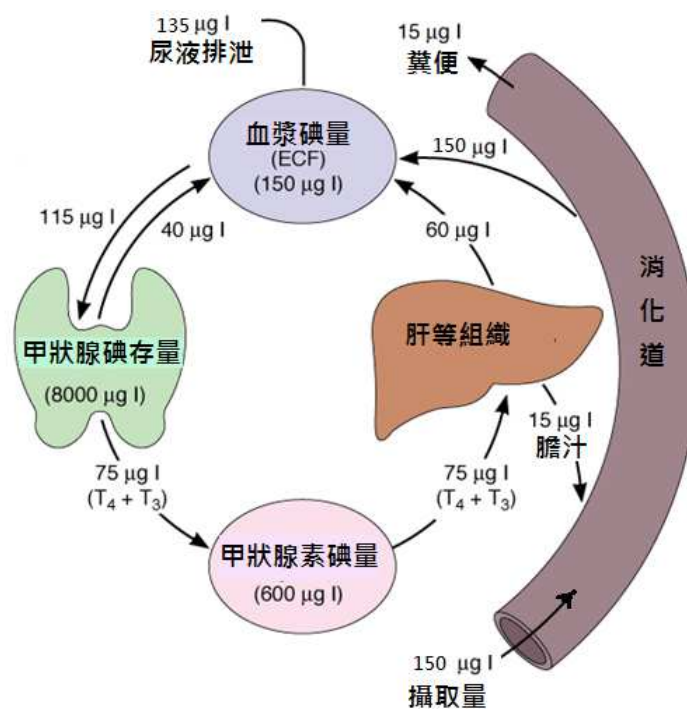 135 μg I
尿液排泄
15 μg I
糞便
血漿碘量
(ECF)
(150 μg I)
150 μg I
115 μg I
40 μg I
60 μg I
消化道
甲狀腺碘存量
(8000 μg I)
肝等組織
15 μg I
膽汁
75 μg I
(T₄ + T₃)
75 μg I
(T₄ + T₃)
甲狀腺素碘量
(600 μg I)
150 μg I
攝取量